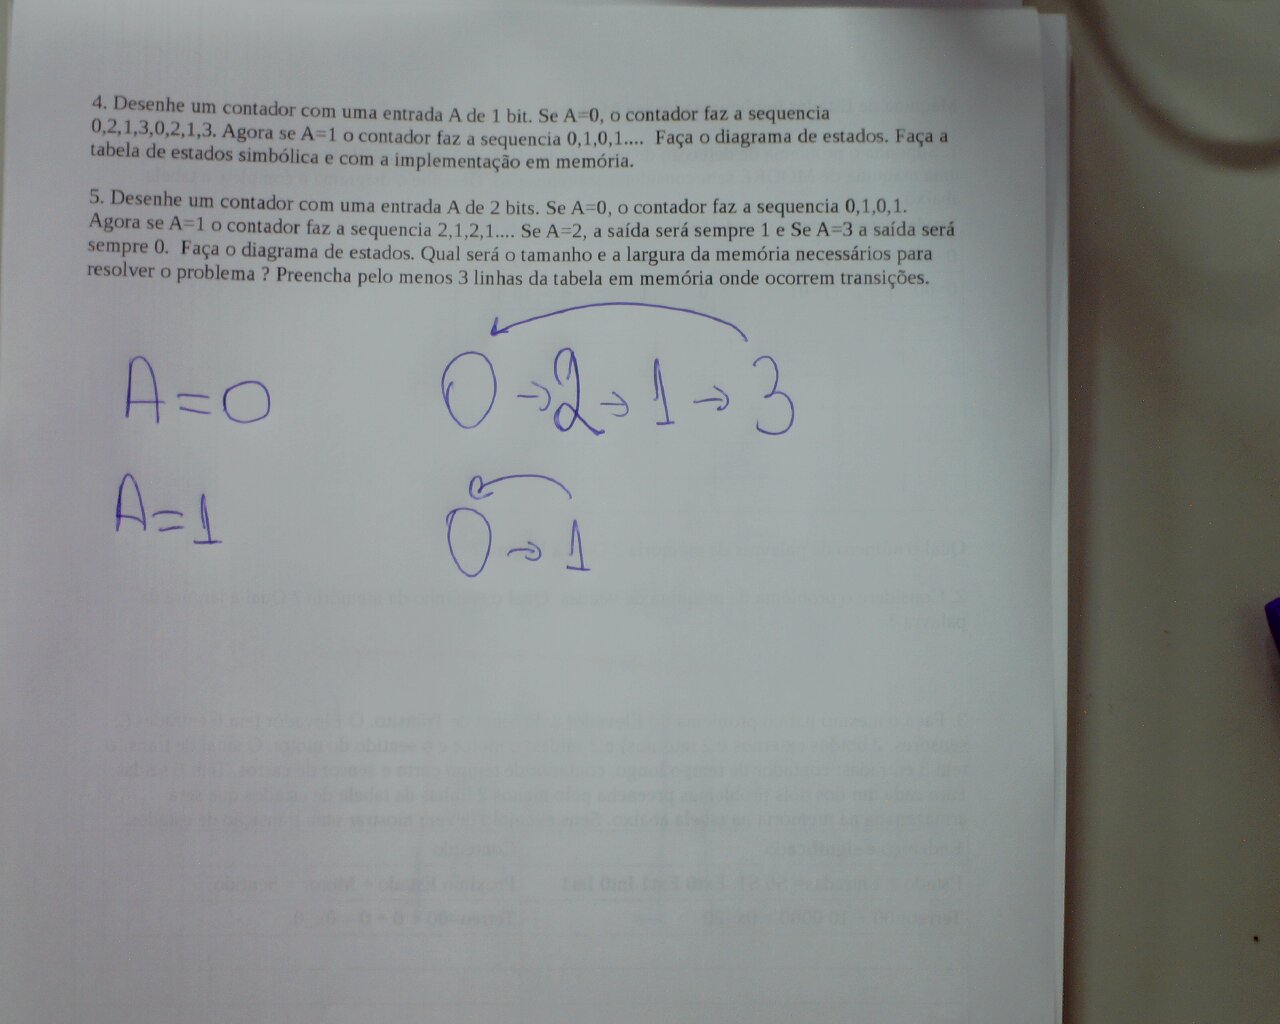 4. Desenhe um contador com uma entrada A de 1 bit. Se A=0, o contador faz a sequencia
0,2,1,3,0,2,1,3. Agora se A=1 o contador faz a sequencia 0,1,0,1.... Faça o diagrama de estados. Faça a
tabela de estados simbólica e com a implementação em memória.
5. Desenhe um contador com uma entrada A de 2 bits. Se A=0, o contador faz a sequencia 0,1,0,1.
Agora se A=1 o contador faz a sequencia 2,1,2,1.... Se A=2, a saída será sempre 1 e Se A=3 a saída será
sempre 0. Faça o diagrama de estados. Qual será o tamanho e a largura da memória necessários para
resolver o problema ? Preencha pelo menos 3 linhas da tabela em memória onde ocorrem transições.
A=0 0→2→1→3
A=1 0→1